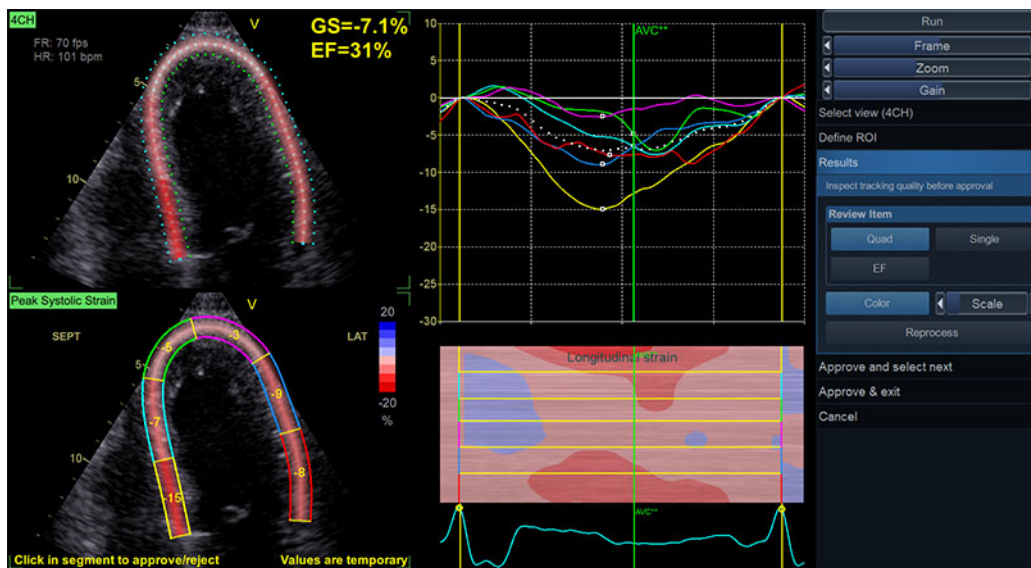 4CH
V
GS=-7.1%
EF=31%
FR: 70 fps
HR: 101 bpm
5
10
10
5
0
-5
-10
-15
-20
-25
-30
AVC**
Peak Systolic Strain
V
SEPT
LAT
20
-20
%
5
10
-5
-3
-7
-9
-15
-8
Click in segment to approve/reject
Values are temporary
Longitudinal strain
AVC**
Run
Frame
Zoom
Gain
Select view (4CH)
Define ROI
Results
Inspect tracking quality before approval
Review Item
Quad
Single
EF
Color
Scale
Reprocess
Approve and select next
Approve & exit
Cancel